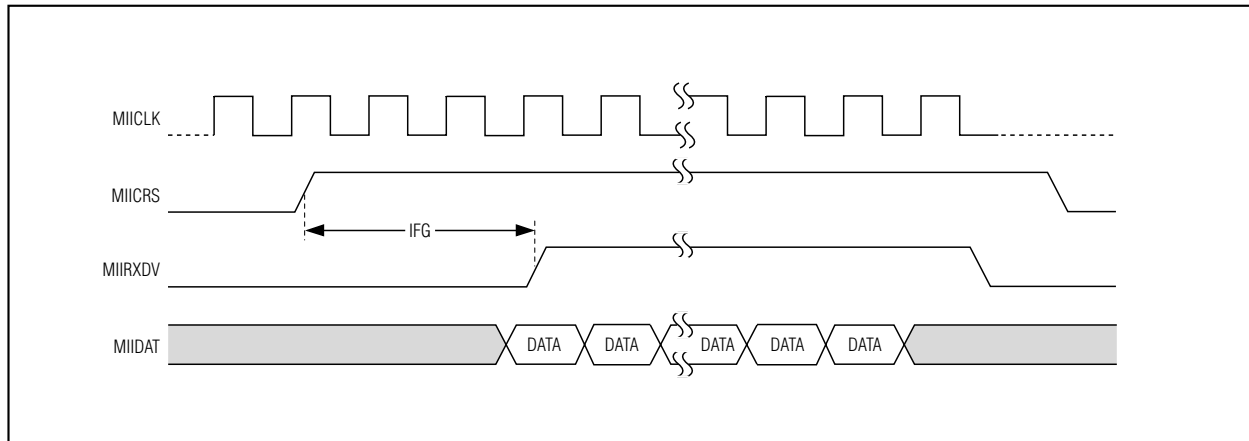 MIICLK
MIICRS
IFG
MIIRXDV
MIIDAT
DATA DATA DATA DATA DATA